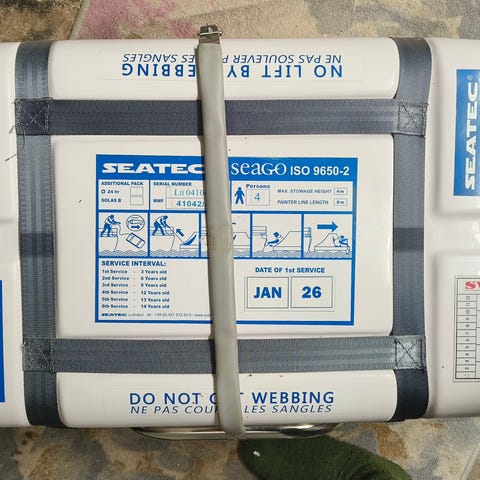 NO LIFT BY WEBBING
NE PAS SOULEVER PAR LES SANGLES
SEATEC seaGO ISO 9650-2
ADDITIONAL PACK
24 hr
SOLAS B
SERIAL NUMBER
WMF 41042/
Persons
4
MAX. STOWAGE HEIGHT 4 m
PAINTER LINE LENGTH
SERVICE INTERVAL:
1st Service - 3 Years old
2nd Service - 6 Years old
3rd Service - 9 Years old
4th Service - 12 Years old
5th Service - 13 Years old
6th Service - 14 Years old
DATE OF 1st SERVICE
JAN 26
SEATEC
DO NOT CUT WEBBING
NE PAS COUPER LES SANGLES
SEATEC